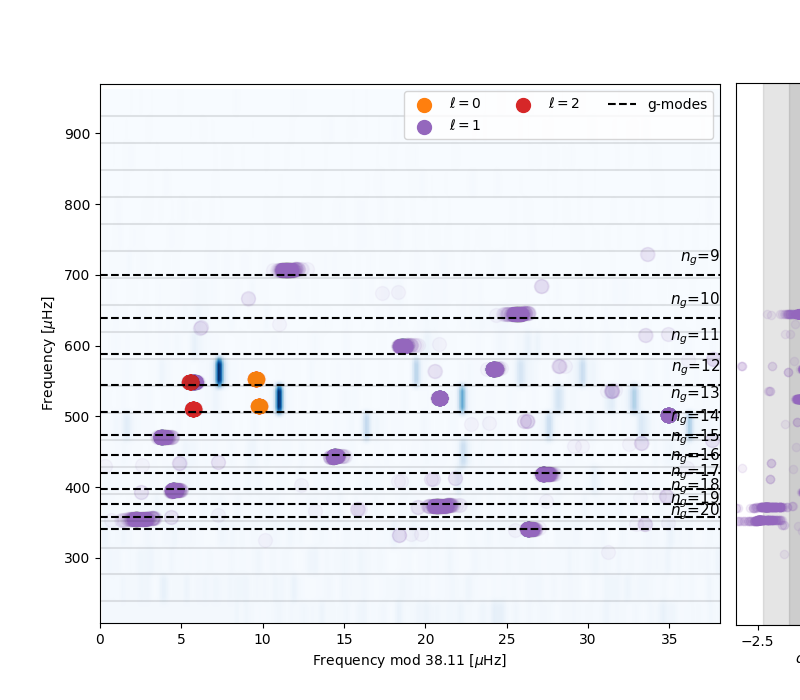 ℓ = 0
ℓ = 2
g-modes
ℓ = 1
Frequency [μHz]
900
800
700
600
500
400
300
n_g=9
n_g=10
n_g=11
n_g=12
n_g=13
n_g=14
n_g=15
n_g=16
n_g=17
n_g=18
n_g=19
n_g=20
0 5 10 15 20 25 30 35
Frequency mod 38.11 [μHz]
−2.5